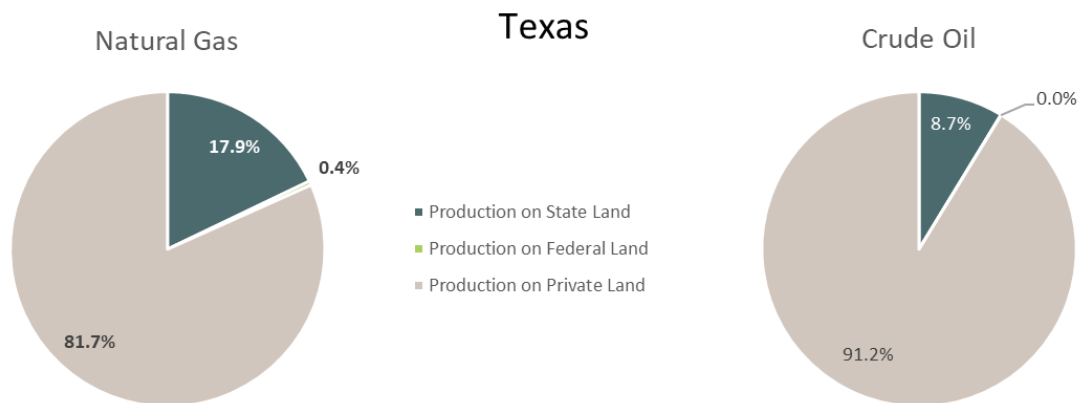 Texas
Natural Gas
17.9%
0.4%
81.7%
Production on State Land
Production on Federal Land
Production on Private Land
Crude Oil
0.0%
8.7%
91.2%